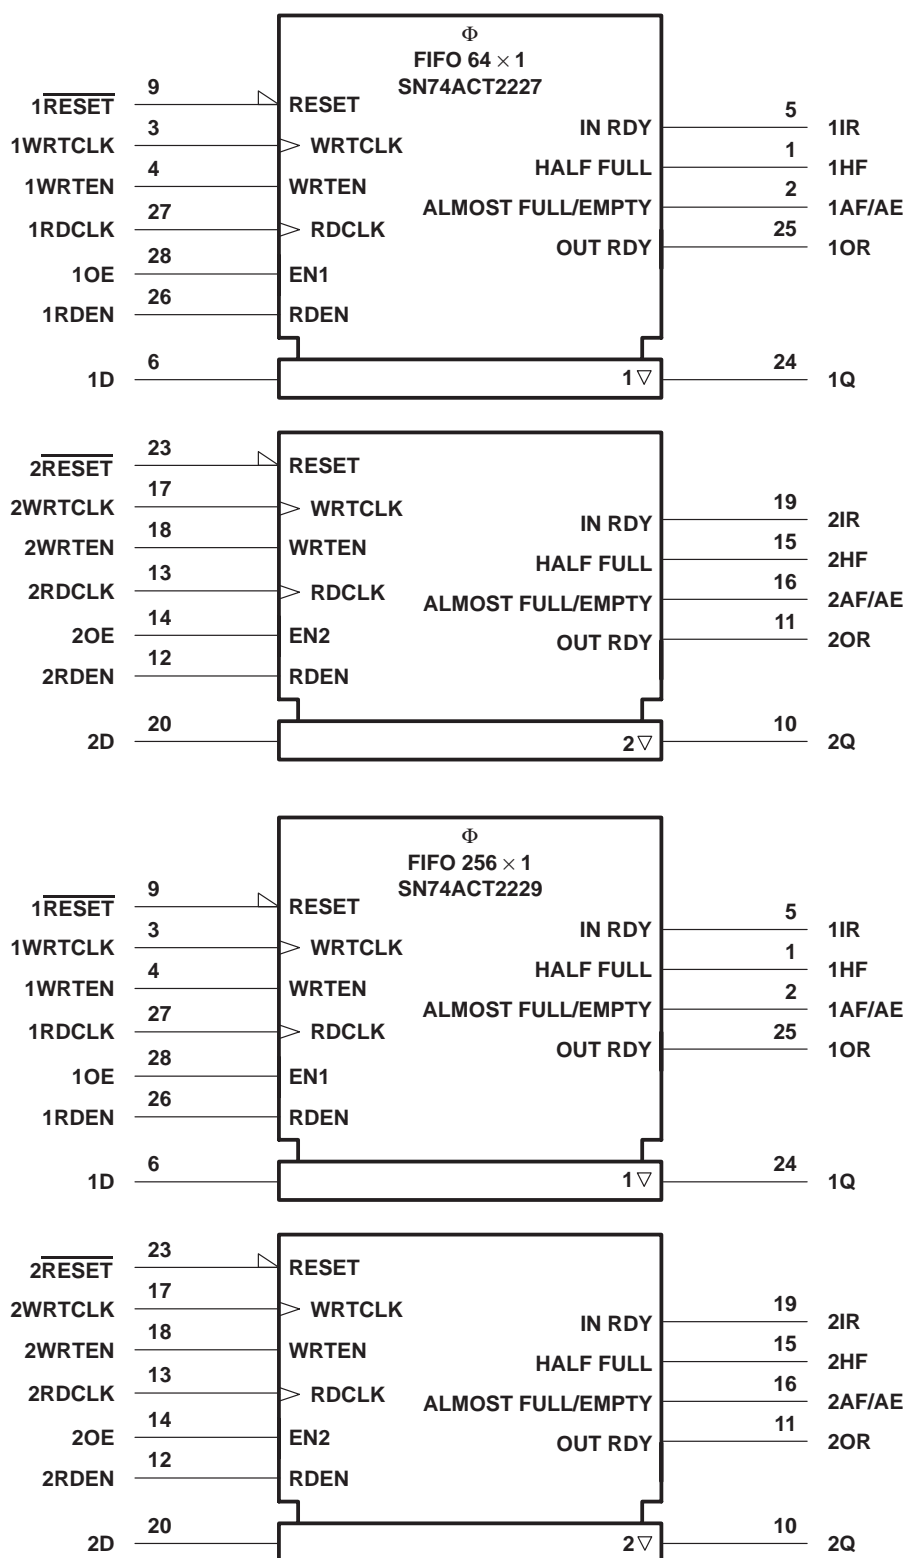 Φ
FIFO 64 × 1
SN74ACT2227
1RESET 9 RESET
1WRTCLK 3 WRTCLK
1WRTEN 4 WRTEN
1RDCLK 27 RDCLK
1OE 28 EN1
1RDEN 26 RDEN
IN RDY 5 1IR
HALF FULL 1 1HF
ALMOST FULL/EMPTY 2 1AF/AE
OUT RDY 25 1OR
1D 6 1 ▽ 24 1Q
2RESET 23 RESET
2WRTCLK 17 WRTCLK
2WRTEN 18 WRTEN
2RDCLK 13 RDCLK
2OE 14 EN2
2RDEN 12 RDEN
IN RDY 19 2IR
HALF FULL 15 2HF
ALMOST FULL/EMPTY 16 2AF/AE
OUT RDY 11 2OR
2D 20 2 ▽ 10 2Q
Φ
FIFO 256 × 1
SN74ACT2229
1RESET 9 RESET
1WRTCLK 3 WRTCLK
1WRTEN 4 WRTEN
1RDCLK 27 RDCLK
1OE 28 EN1
1RDEN 26 RDEN
IN RDY 5 1IR
HALF FULL 1 1HF
ALMOST FULL/EMPTY 2 1AF/AE
OUT RDY 25 1OR
1D 6 1 ▽ 24 1Q
2RESET 23 RESET
2WRTCLK 17 WRTCLK
2WRTEN 18 WRTEN
2RDCLK 13 RDCLK
2OE 14 EN2
2RDEN 12 RDEN
IN RDY 19 2IR
HALF FULL 15 2HF
ALMOST FULL/EMPTY 16 2AF/AE
OUT RDY 11 2OR
2D 20 2 ▽ 10 2Q